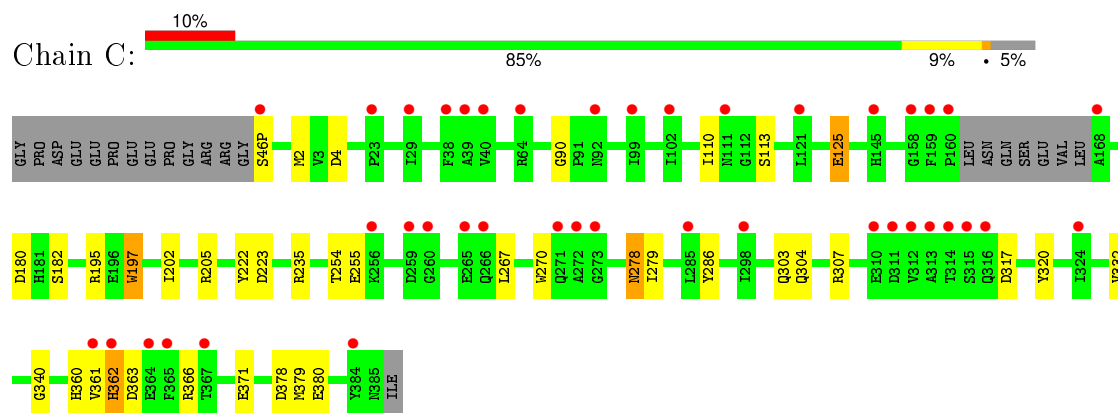 10%
Chain C:
85% 9% • 5%
GLY PRO ASP GLU GLU PRO GLU GLU PRO GLY ARG ARG GLY S46P M2 V3 D4 P23 I29 F38 A39 V40 R64 G90 P91 N92 I99 I102 I110 N111 G112 S113 L121 E125 H145 G158 F159 P160 LEU ASN GLN SER GLU VAL LEU A168
D180 H181 S182 R195 E196 W197 I202 R205 Y222 D223 R235 T254 E255 K256 D259 G260 E265 Q266 L267 W270 Q271 A272 G273 N278 I279 L285 Y286 I298 Q303 Q304 R307 E310 D311 V312 A313 T314 S315 Q316 D317 Y320 I324
G340 H360 V361 H362 D363 E364 F365 R366 T367 E371 D378 M379 E380 Y384 N385 ILE